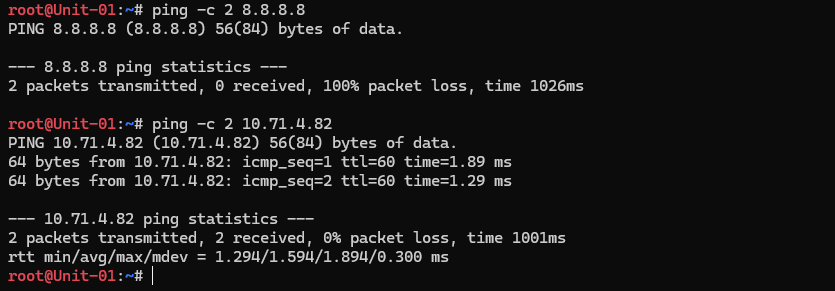 root@Unit-01:~# ping -c 2 8.8.8.8
PING 8.8.8.8 (8.8.8.8) 56(84) bytes of data.

--- 8.8.8.8 ping statistics ---
2 packets transmitted, 0 received, 100% packet loss, time 1026ms

root@Unit-01:~# ping -c 2 10.71.4.82
PING 10.71.4.82 (10.71.4.82) 56(84) bytes of data.
64 bytes from 10.71.4.82: icmp_seq=1 ttl=60 time=1.89 ms
64 bytes from 10.71.4.82: icmp_seq=2 ttl=60 time=1.29 ms

--- 10.71.4.82 ping statistics ---
2 packets transmitted, 2 received, 0% packet loss, time 1001ms
rtt min/avg/max/mdev = 1.294/1.594/1.894/0.300 ms
root@Unit-01:~#